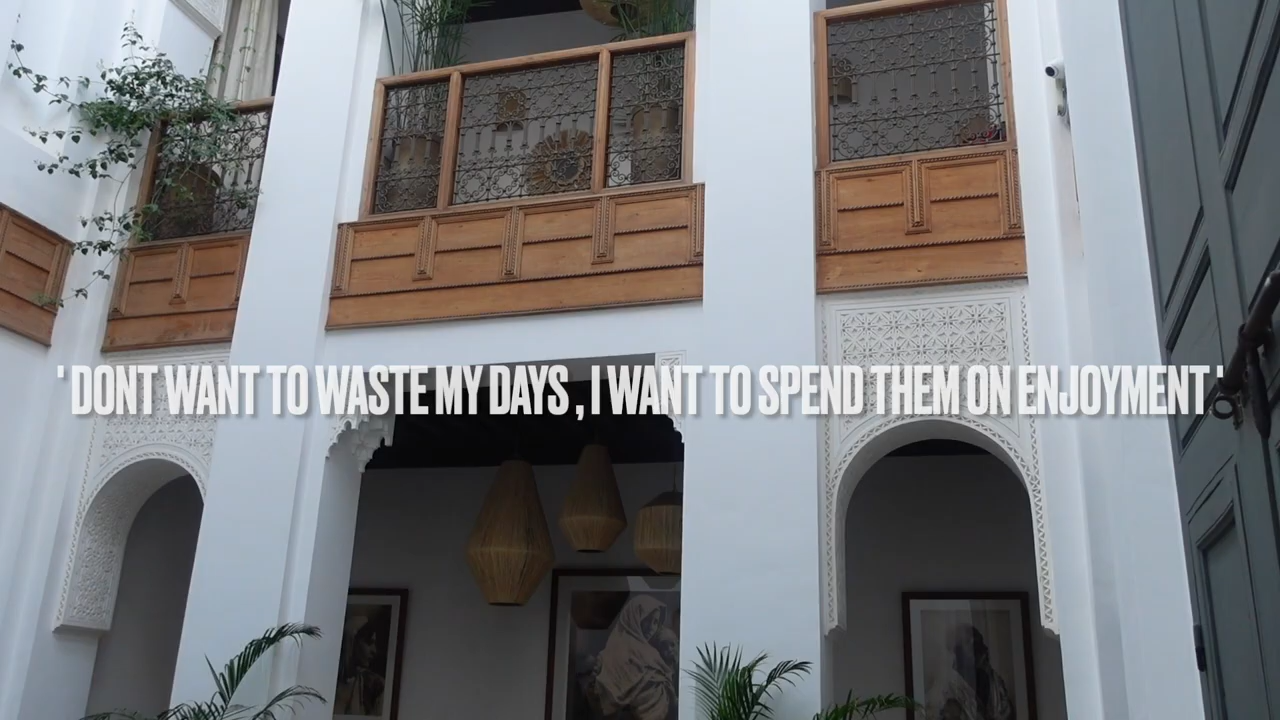 ' DONT WANT TO WASTE MY DAYS , I WANT TO SPEND THEM ON ENJOYMENT '